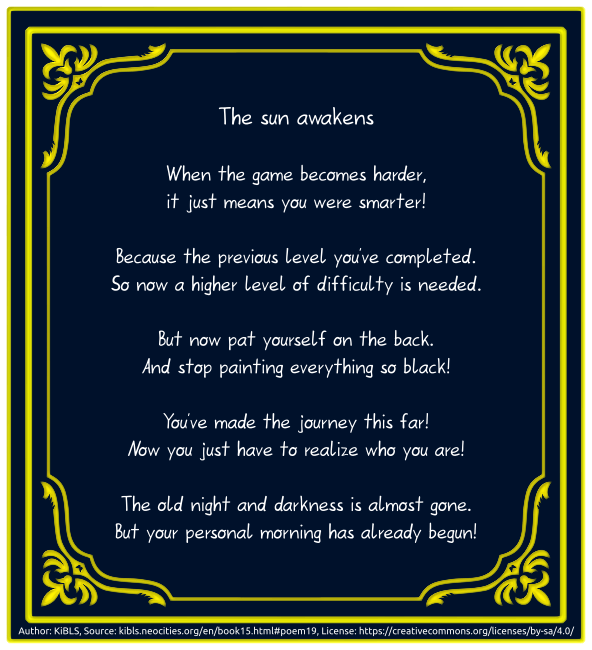 The sun awakens
When the game becomes harder,
it just means you were smarter!
Because the previous level you've completed.
So now a higher level of difficulty is needed.
But now pat yourself on the back.
And stop painting everything so black!
You've made the journey this far!
Now you just have to realize who you are!
The old night and darkness is almost gone.
But your personal morning has already begun!
Author: KiBLS, Source: kibls.neocities.org/en/book15.html#poem19, License: https://creativecommons.org/licenses/by-sa/4.0/